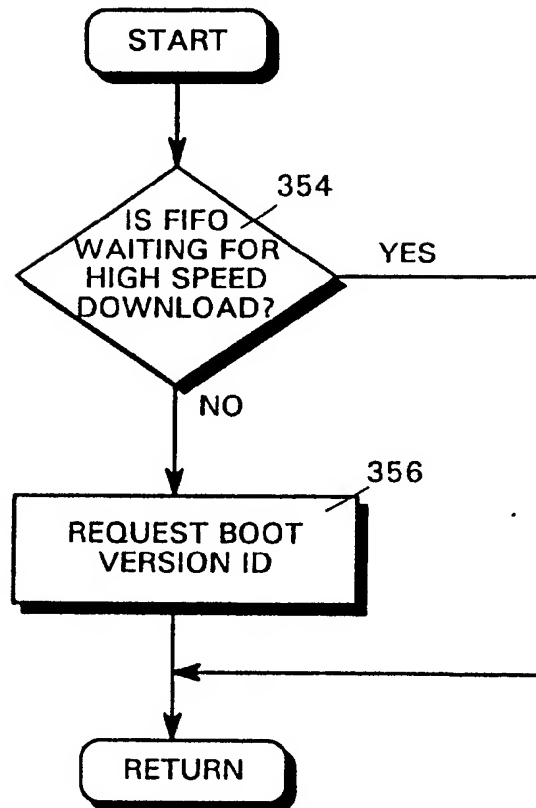 START
354
IS FIFO
WAITING FOR
HIGH SPEED
DOWNLOAD?
YES
NO
356
REQUEST BOOT
VERSION ID
RETURN